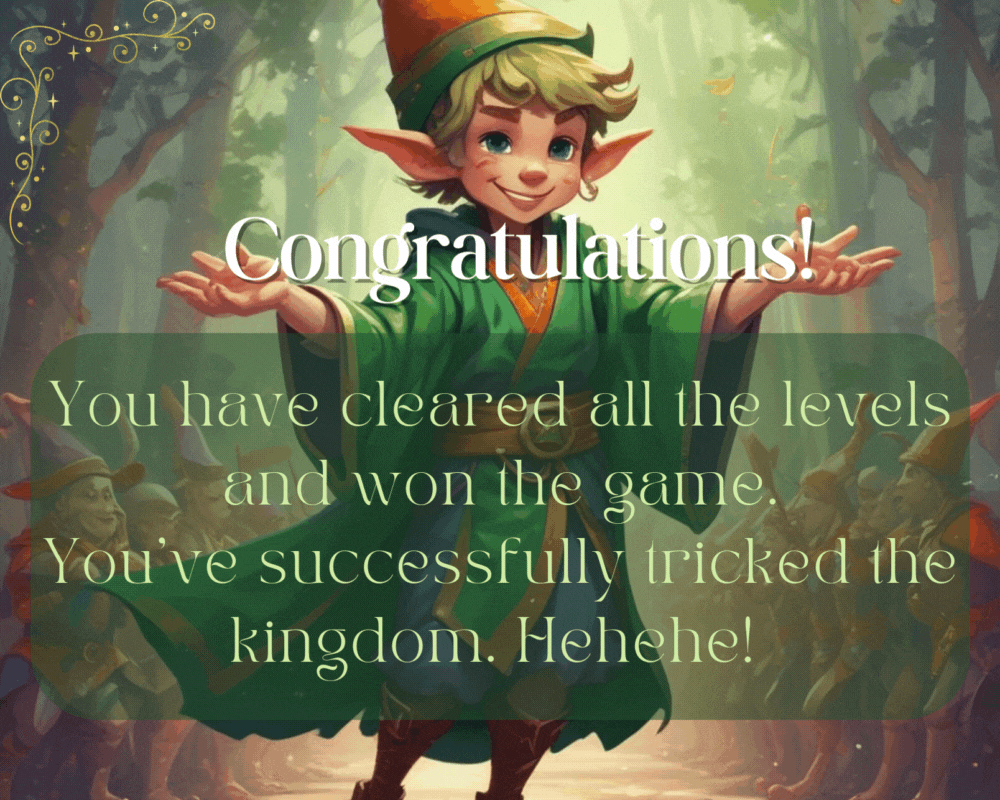 Congratulations!
You have cleared all the levels
and won the game.
You've successfully tricked the
kingdom. Hehehe!